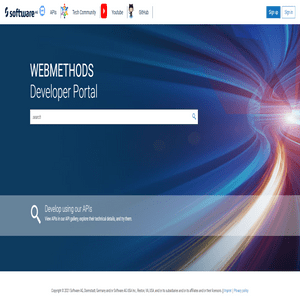 software AG
APIs
Tech Community
Youtube
GitHub
Sign up
Sign in
WEBMETHODS
Developer Portal
search
Develop using our APIs
View APIs in our API gallery, explore their technical details, and try them.
Copyright © 2021 Software AG, Darmstadt, Germany and/or Software AG USA Inc., Reston, VA, USA, and/or its subsidiaries and/or its affiliates and/or their licensors.